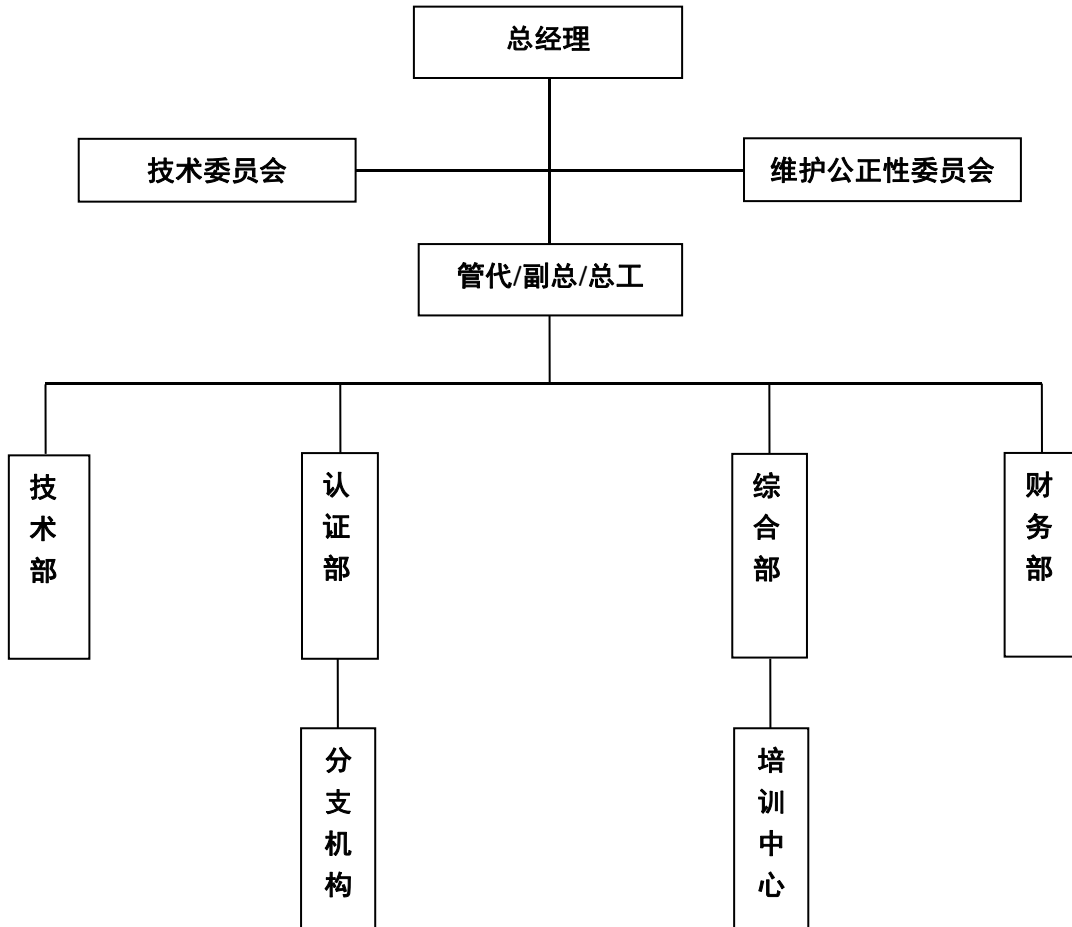 总经理
技术委员会
维护公正性委员会
管代/副总/总工
技术部
认证部
综合部
财务部
分支机构
培训中心